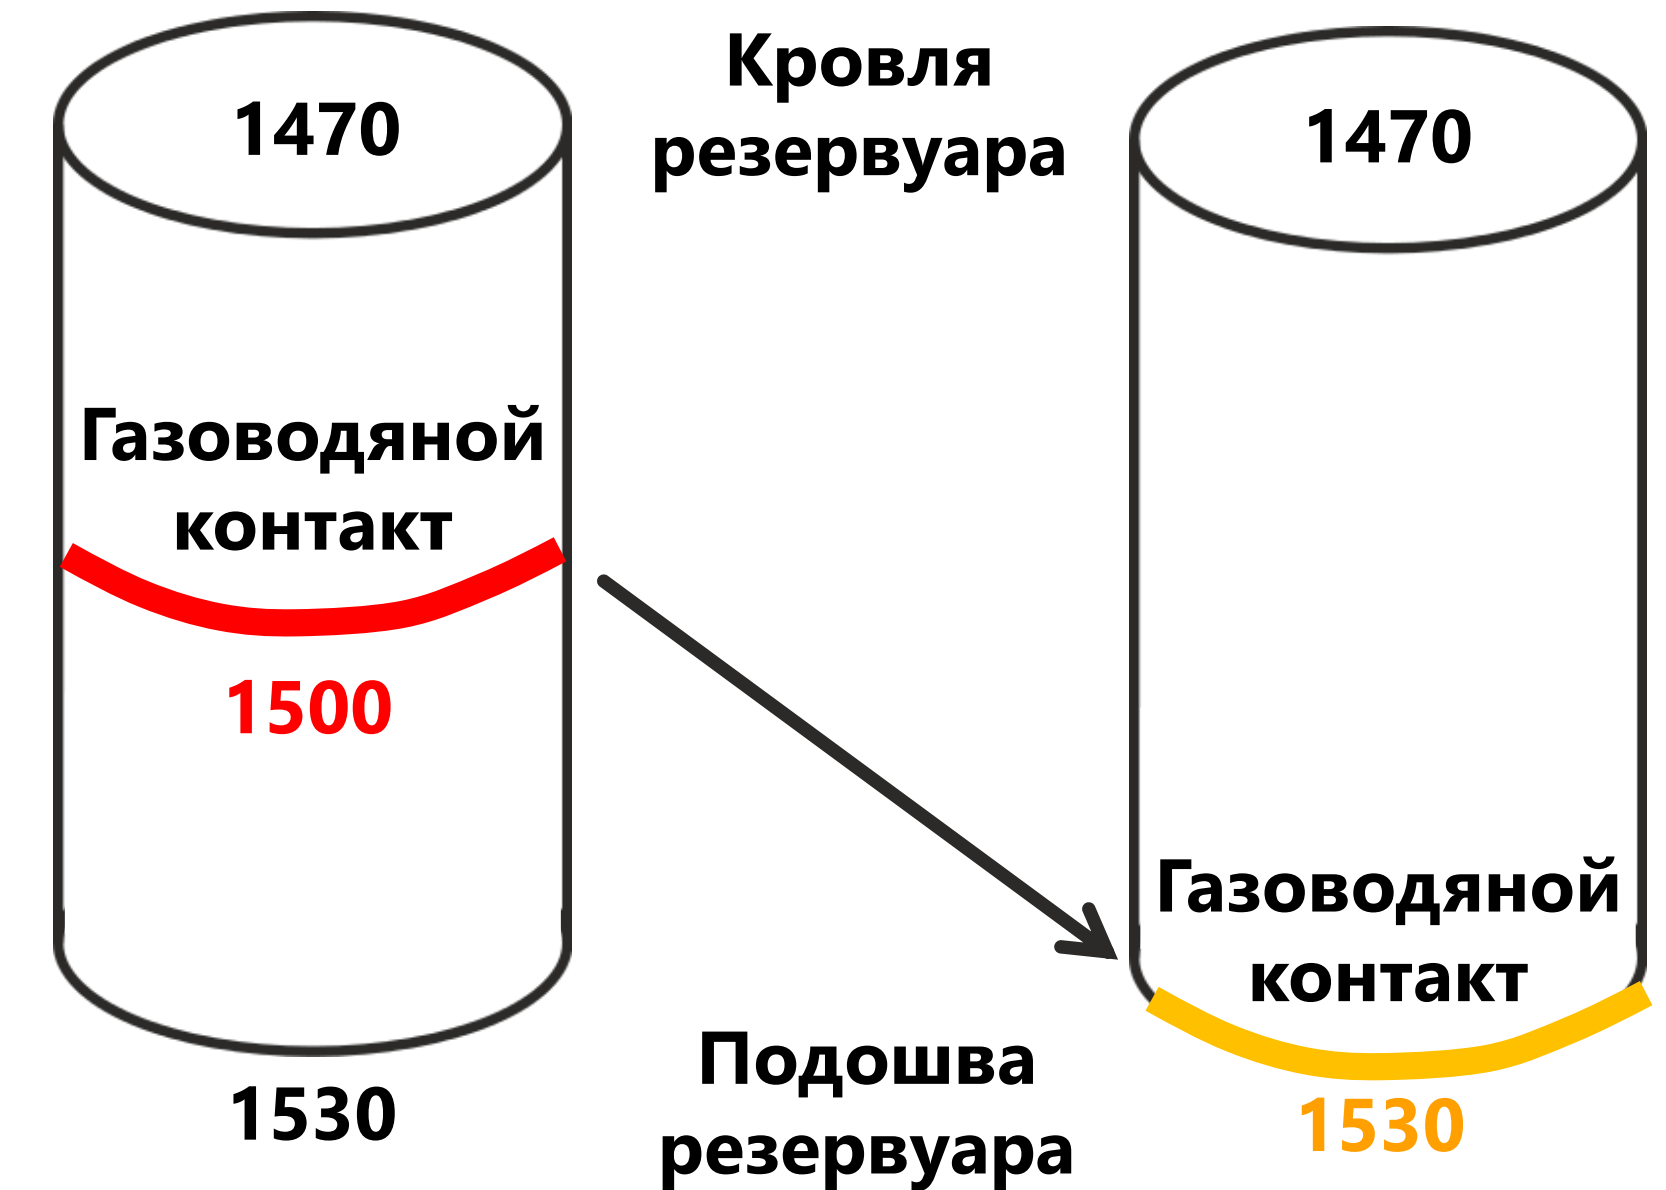 1470
Кровля
резервуара
1470
Газоводяной
контакт
1500
Газоводяной
контакт
Подошва
резервуара
1530
1530